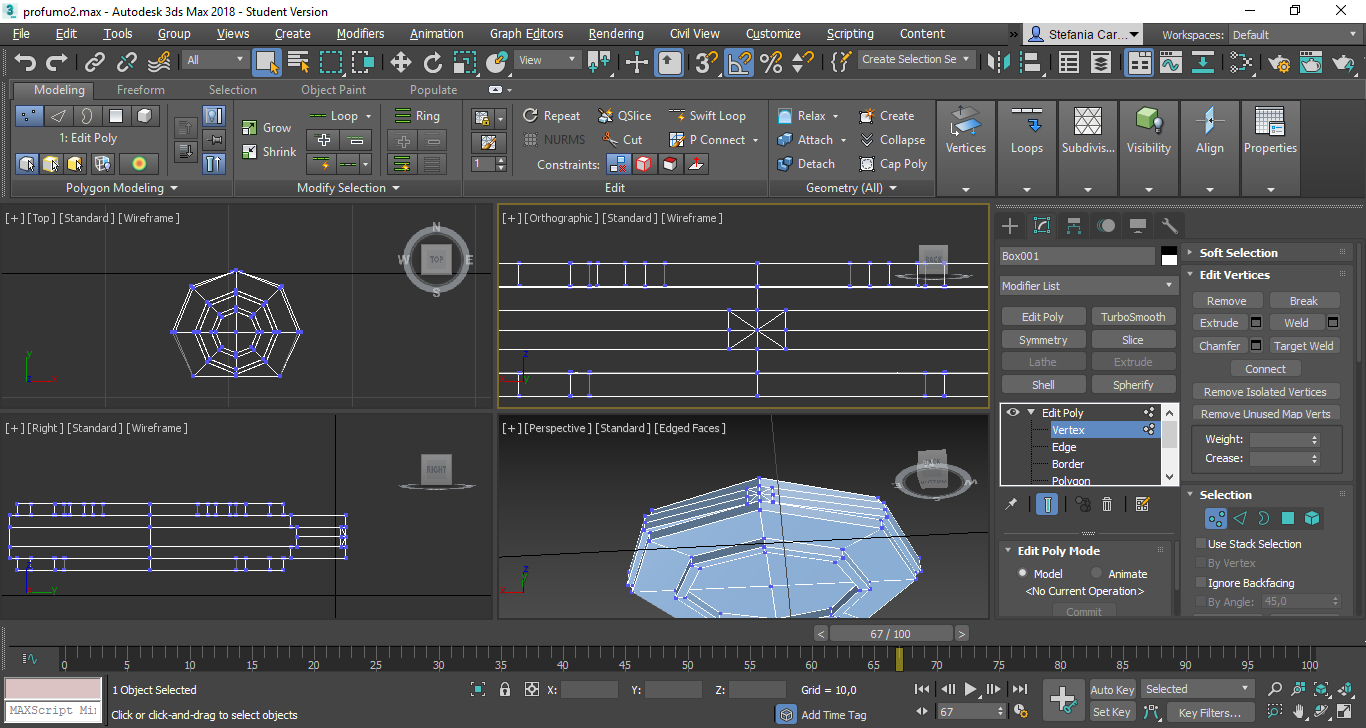 profumo2.max - Autodesk 3ds Max 2018 - Student Version
File Edit Tools Group Views Create Modifiers Animation Graph Editors Rendering Civil View Customize Scripting Content » Stefania Car... Workspaces: Default
All View Create Selection Se
Modeling Freeform Selection Object Paint Populate
1: Edit Poly
Polygon Modeling
Grow
Shrink
Loop
Ring
Modify Selection
1
Repeat QSlice Swift Loop
NURMS Cut P Connect
Constraints:
Edit
Relax Create
Attach Collapse
Detach Cap Poly
Geometry (All)
Vertices Loops Subdivis... Visibility Align Properties
[+] [Top] [Standard] [Wireframe]
N
W TOP E
S
y
x
[+] [Orthographic] [Standard] [Wireframe]
BACK
z
x y
[+] [Right] [Standard] [Wireframe]
RIGHT
z
y
[+] [Perspective] [Standard] [Edged Faces]
BACK
z
x y
Box001
Modifier List
Edit Poly TurboSmooth
Symmetry Slice
Lathe Extrude
Shell Spherify
Edit Poly
Vertex
Edge
Border
Polygon
Edit Poly Mode
Model Animate
<No Current Operation>
Commit
Soft Selection
Edit Vertices
Remove Break
Extrude Weld
Chamfer Target Weld
Connect
Remove Isolated Vertices
Remove Unused Map Verts
Weight:
Crease:
Selection
Use Stack Selection
By Vertex
Ignore Backfacing
By Angle: 45,0
< 67 / 100 >
0 5 10 15 20 25 30 35 40 45 50 55 60 65 70 75 80 85 90 95 100
1 Object Selected X: Y: Z: Grid = 10,0
MAXScript Mi
Click or click-and-drag to select objects
Add Time Tag
67
Auto Key Selected
Set Key Key Filters...